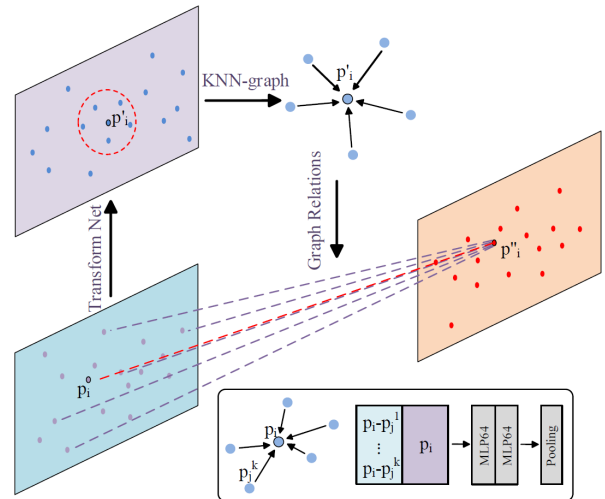 KNN-graph
p'i
p'i
Transform Net
Graph Relations
p''i
pi
pi
pjk
pi-pj1
⋮
pi-pjk
pi
MLP64
MLP64
Pooling